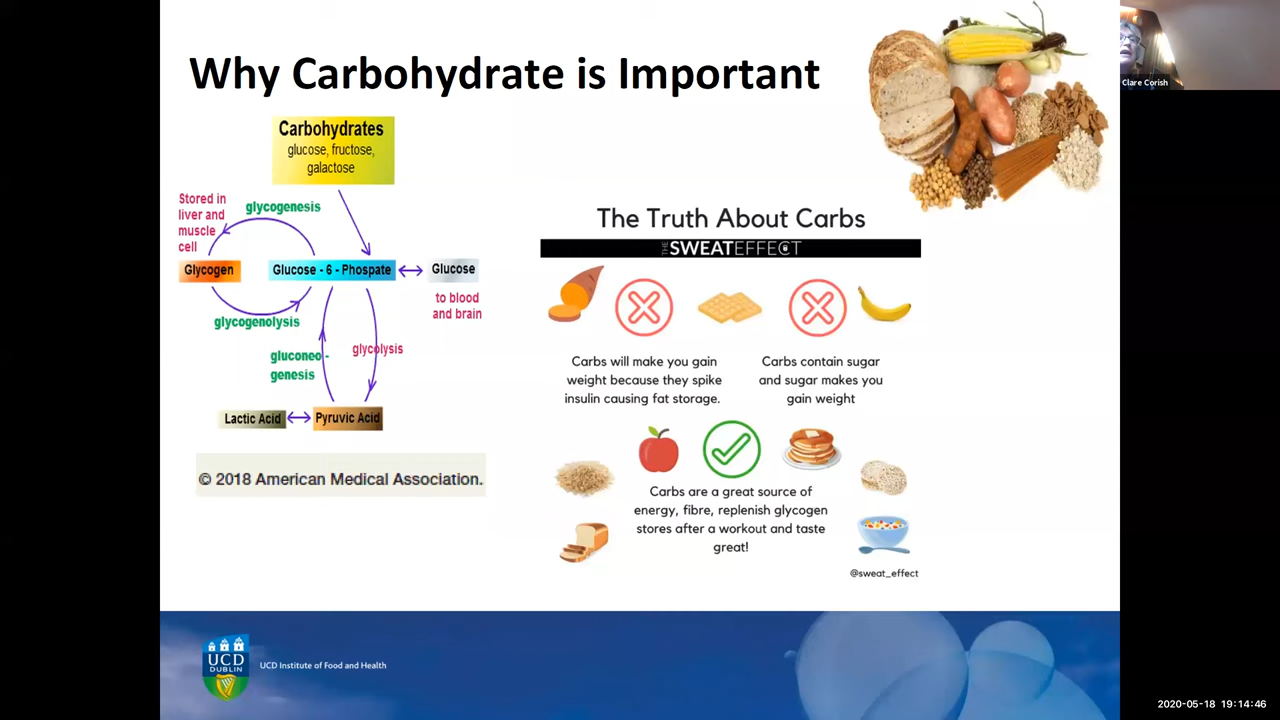 Why Carbohydrate is Important
Clare Corish
Carbohydrates
glucose, fructose,
galactose
Stored in
liver and
muscle
cell
glycogenesis
Glycogen
Glucose - 6 - Phospate
Glucose
to blood
and brain
glycogenolysis
gluconeo -
genesis
glycolysis
Lactic Acid
Pyruvic Acid
© 2018 American Medical Association.
The Truth About Carbs
THE SWEATEFFECT
Carbs will make you gain
weight because they spike
insulin causing fat storage.
Carbs contain sugar
and sugar makes you
gain weight
Carbs are a great source of
energy, fibre, replenish glycogen
stores after a workout and taste
great!
@sweat_effect
UCD
DUBLIN
UCD Institute of Food and Health
2020-05-18 19:14:46